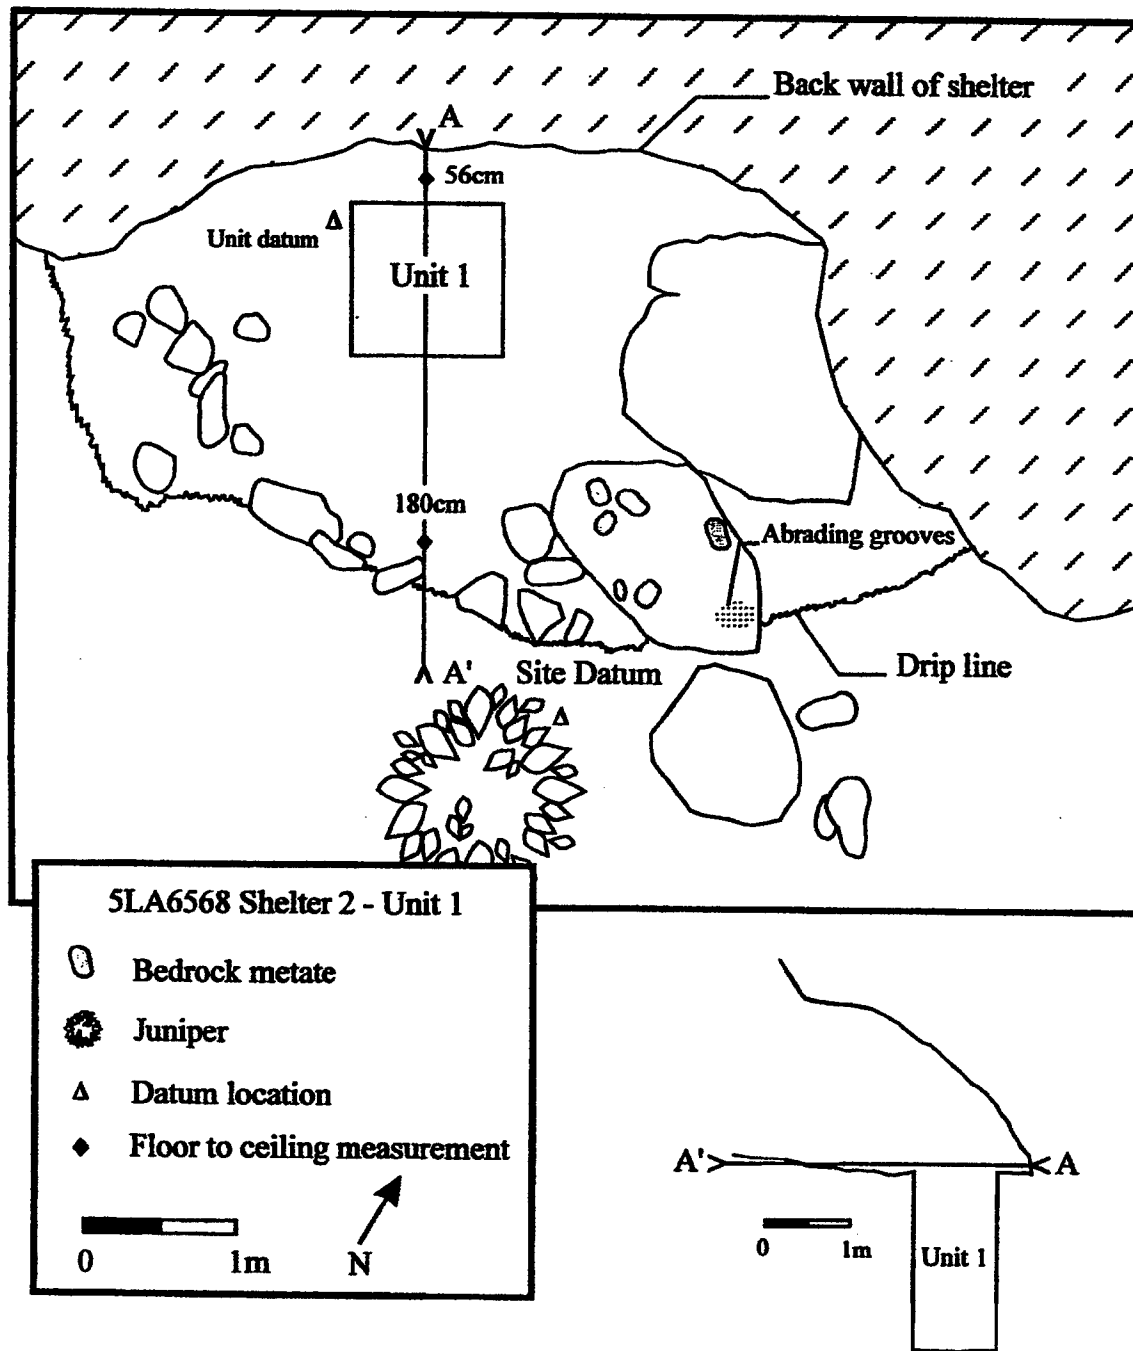 Back wall of shelter
A
56cm
Unit datum
Unit 1
180cm
Abrading grooves
A'
Site Datum
Drip line
5LA6568 Shelter 2 - Unit 1
Bedrock metate
Juniper
Datum location
Floor to ceiling measurement
0
1m
N
A'
A
0
1m
Unit 1